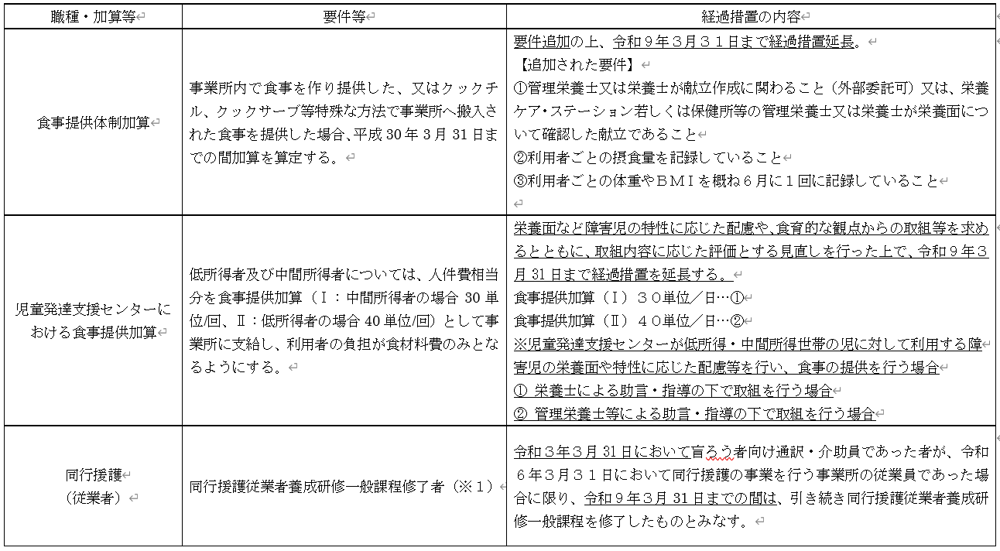 職種・加算等
要件等
経過措置の内容
食事提供体制加算
事業所内で食事を作り提供した、又はクックチ
ル、クックサーブ等特殊な方法で事業所へ搬入さ
れた食事を提供した場合、平成 30 年 3 月 31 日ま
での間加算を算定する。
要件追加の上、令和９年３月３１日まで経過措置延長。
【追加された要件】
①管理栄養士又は栄養士が献立作成に関わること（外部委託可）又は、栄養
ケア・ステーション若しくは保健所等の管理栄養士又は栄養士が栄養面につ
いて確認した献立であること
②利用者ごとの摂食量を記録していること
③利用者ごとの体重やＢＭＩを概ね６月に１回に記録していること
児童発達支援センターに
おける食事提供加算
低所得者及び中間所得者については、人件費相当
分を食事提供加算（Ⅰ：中間所得者の場合 30 単
位/回、Ⅱ：低所得者の場合 40 単位/回）として事
業所に支給し、利用者の負担が食材料費のみとな
るようにする。
栄養面など障害児の特性に応じた配慮や、食育的な観点からの取組等を求め
るとともに、取組内容に応じた評価とする見直しを行った上で、令和９年３
月 31 日まで経過措置を延長する。
食事提供加算（Ⅰ）３０単位／日…①
食事提供加算（Ⅱ）４０単位／日…②
※児童発達支援センターが低所得・中間所得世帯の児に対して利用する障
害児の栄養面や特性に応じた配慮等を行い、食事の提供を行う場合
① 栄養士による助言・指導の下で取組を行う場合
② 管理栄養士等による助言・指導の下で取組を行う場合
同行援護
（従業者）
同行援護従業者養成研修一般課程修了者（※１）
令和３年３月 31 日において盲ろう者向け通訳・介助員であった者が、令和
６年３月３１日において同行援護の事業を行う事業所の従業員であった場
合に限り、令和９年３月 31 日までの間は、引き続き同行援護従業者養成研
修一般課程を修了したものとみなす。